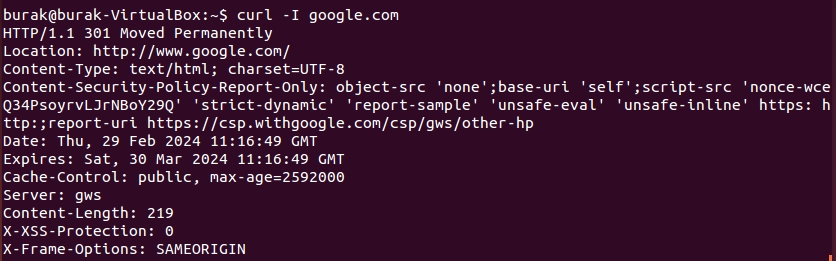 burak@burak-VirtualBox:~$ curl -I google.com
HTTP/1.1 301 Moved Permanently
Location: http://www.google.com/
Content-Type: text/html; charset=UTF-8
Content-Security-Policy-Report-Only: object-src 'none';base-uri 'self';script-src 'nonce-wce
Q34PsoyrvLJrNBoY29Q' 'strict-dynamic' 'report-sample' 'unsafe-eval' 'unsafe-inline' https: h
ttp:;report-uri https://csp.withgoogle.com/csp/gws/other-hp
Date: Thu, 29 Feb 2024 11:16:49 GMT
Expires: Sat, 30 Mar 2024 11:16:49 GMT
Cache-Control: public, max-age=2592000
Server: gws
Content-Length: 219
X-XSS-Protection: 0
X-Frame-Options: SAMEORIGIN